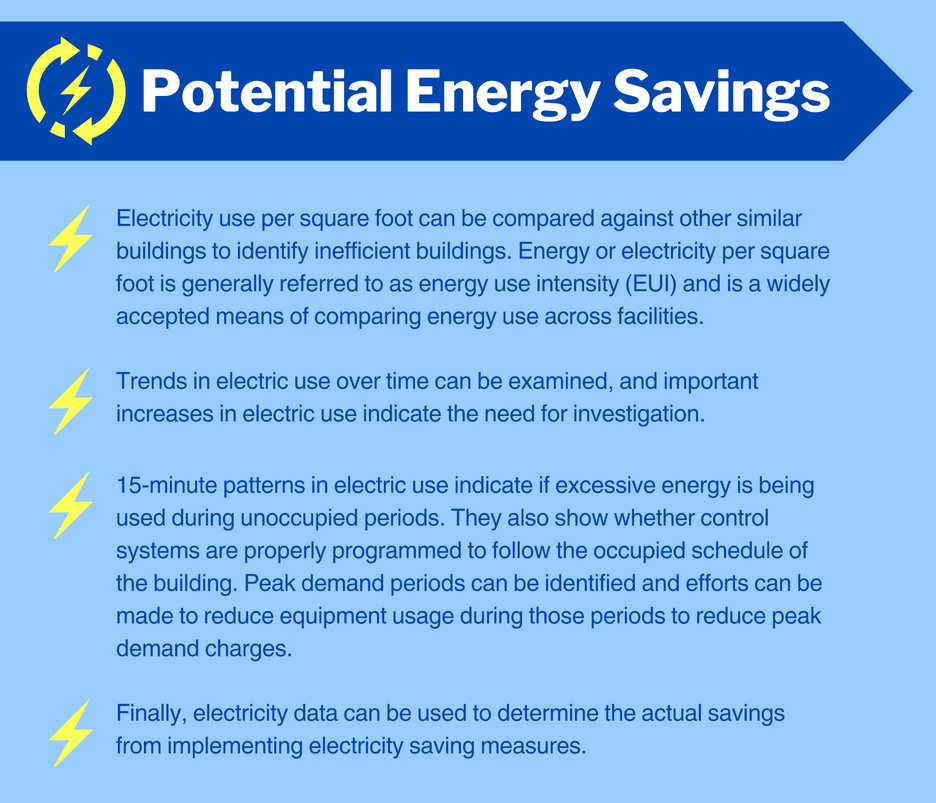 Potential Energy Savings
Electricity use per square foot can be compared against other similar
buildings to identify inefficient buildings. Energy or electricity per square
foot is generally referred to as energy use intensity (EUI) and is a widely
accepted means of comparing energy use across facilities.
Trends in electric use over time can be examined, and important
increases in electric use indicate the need for investigation.
15-minute patterns in electric use indicate if excessive energy is being
used during unoccupied periods. They also show whether control
systems are properly programmed to follow the occupied schedule of
the building. Peak demand periods can be identified and efforts can be
made to reduce equipment usage during those periods to reduce peak
demand charges.
Finally, electricity data can be used to determine the actual savings
from implementing electricity saving measures.